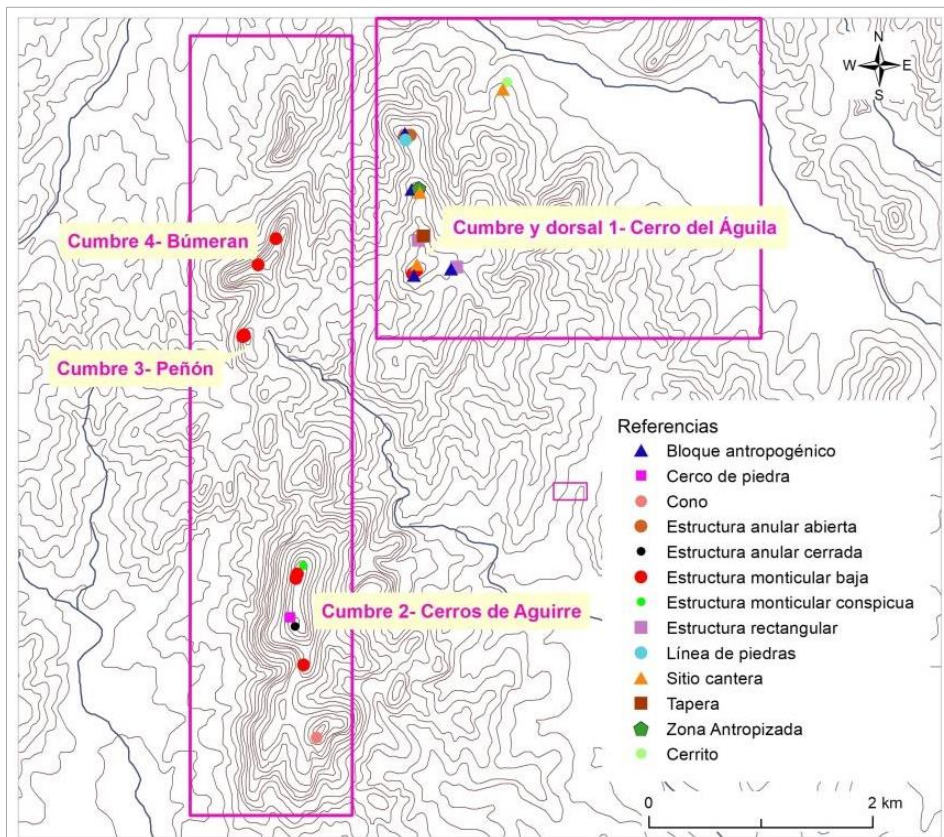 N
W E
S
Cumbre 4- Búmeran
Cumbre y dorsal 1- Cerro del Águila
Cumbre 3- Peñón
Cumbre 2- Cerros de Aguirre
Referencias
Bloque antropogénico
Cerco de piedra
Cono
Estructura anular abierta
Estructura anular cerrada
Estructura monticular baja
Estructura monticular conspicua
Estructura rectangular
Línea de piedras
Sitio cantera
Tapera
Zona Antropizada
Cerrito
0 2 km